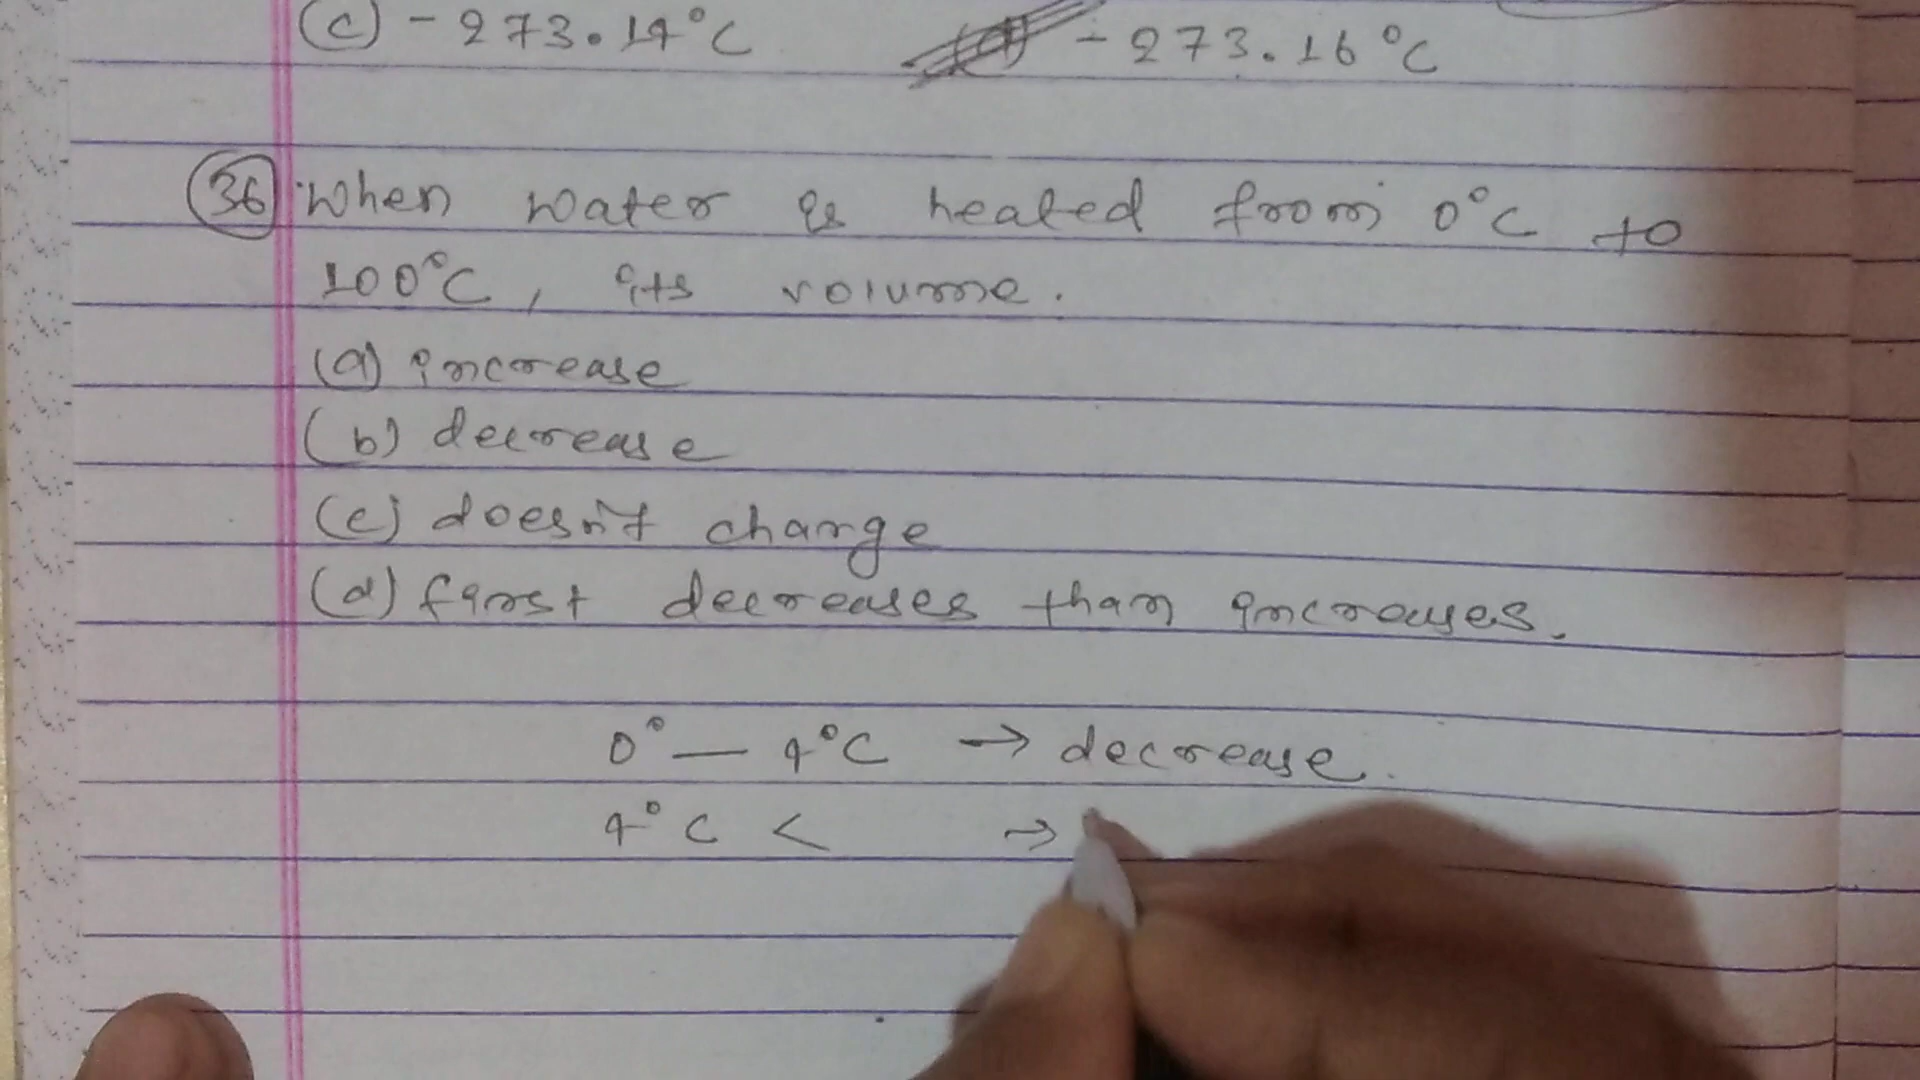 (c) -273.14°C (d) -273.16°C
36 When water is heated from 0°C to
100°C, its volume.
(a) increase
(b) decrease
(c) doesn't change
(d) first decreases than increases.
0° — 4°C → decrease.
4°C < →